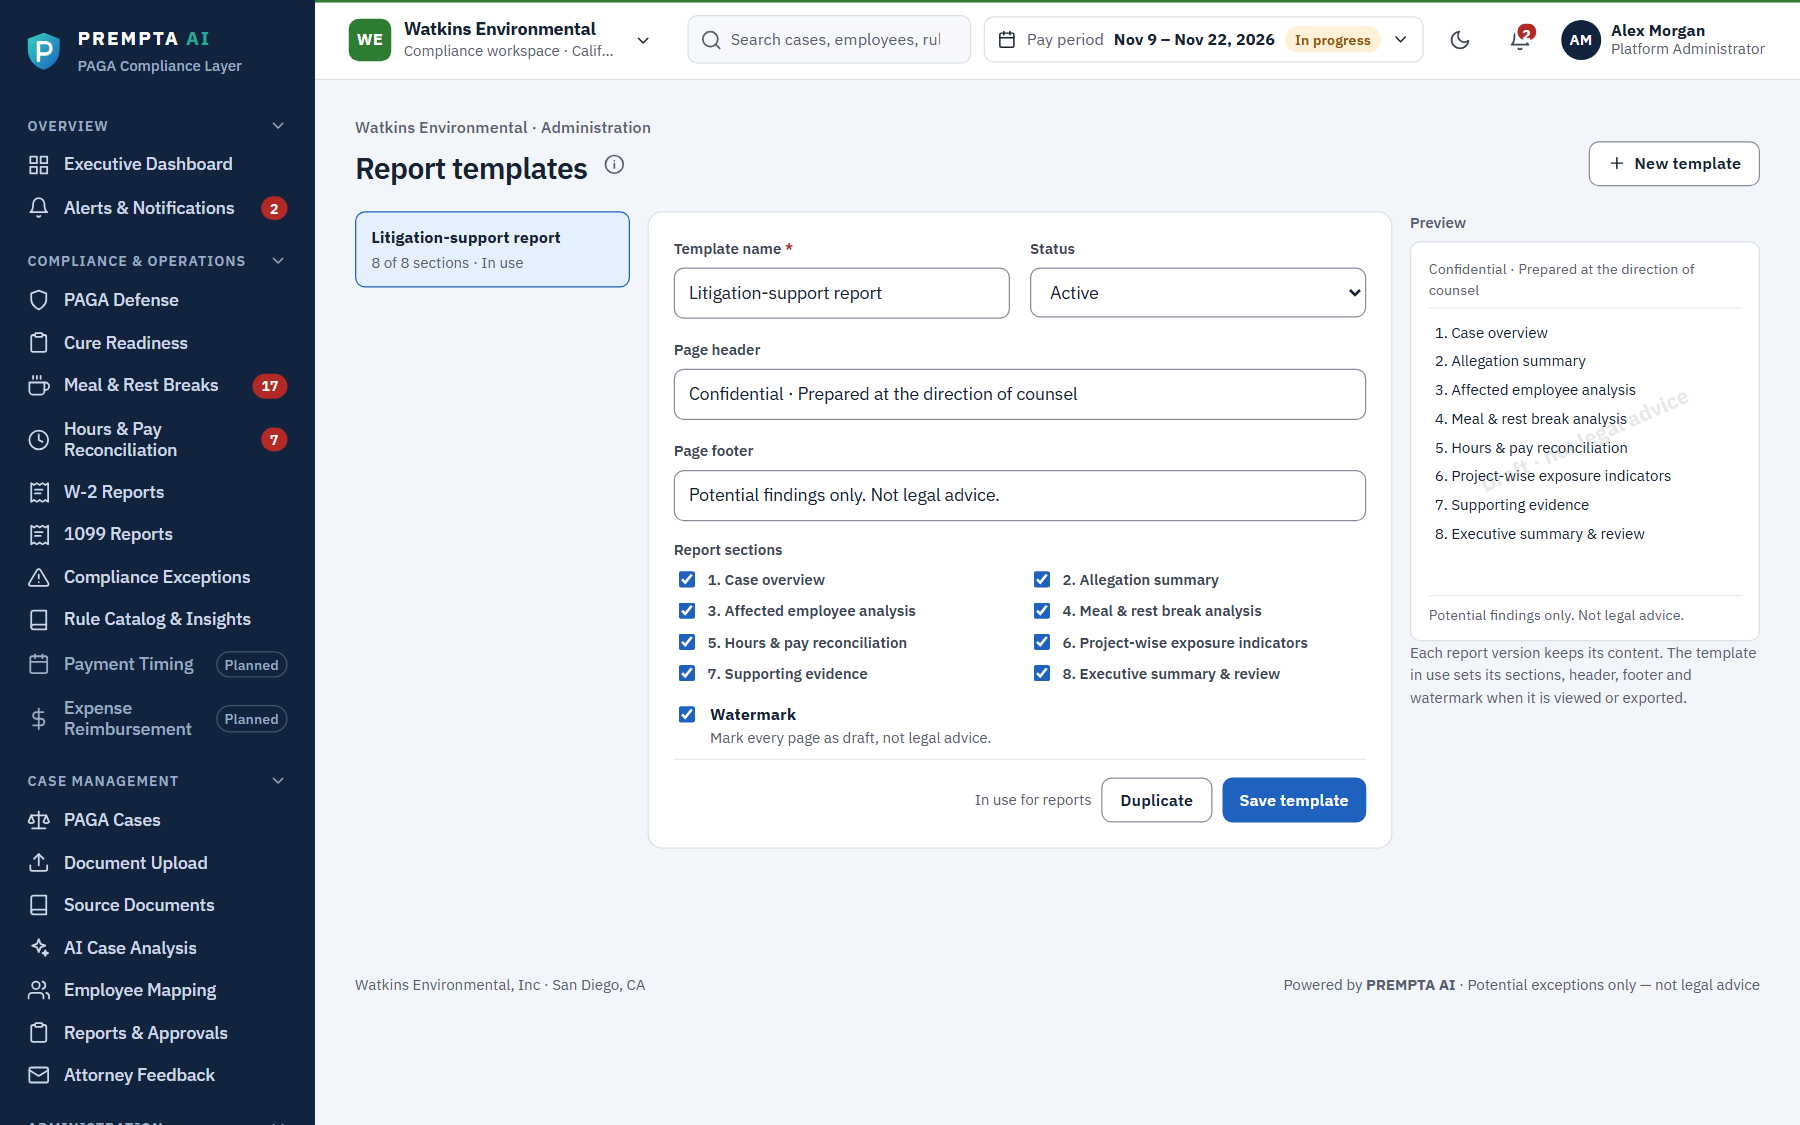 PREMPTA AI
PAGA Compliance Layer
OVERVIEW
Executive Dashboard
Alerts & Notifications 2
COMPLIANCE & OPERATIONS
PAGA Defense
Cure Readiness
Meal & Rest Breaks 17
Hours & Pay
Reconciliation 7
W-2 Reports
1099 Reports
Compliance Exceptions
Rule Catalog & Insights
Payment Timing Planned
Expense
Reimbursement Planned
CASE MANAGEMENT
PAGA Cases
Document Upload
Source Documents
AI Case Analysis
Employee Mapping
Reports & Approvals
Attorney Feedback
ADMINISTRATION
WE
Watkins Environmental
Compliance workspace · Calif...
Search cases, employees, rul
Pay period Nov 9 – Nov 22, 2026 In progress
2
AM
Alex Morgan
Platform Administrator
Watkins Environmental · Administration
Report templates
New template
Litigation-support report
8 of 8 sections · In use
Template name *
Litigation-support report
Status
Active
Page header
Confidential · Prepared at the direction of counsel
Page footer
Potential findings only. Not legal advice.
Report sections
1. Case overview
2. Allegation summary
3. Affected employee analysis
4. Meal & rest break analysis
5. Hours & pay reconciliation
6. Project-wise exposure indicators
7. Supporting evidence
8. Executive summary & review
Watermark
Mark every page as draft, not legal advice.
In use for reports
Duplicate
Save template
Preview
Confidential · Prepared at the direction of
counsel
1. Case overview
2. Allegation summary
3. Affected employee analysis
4. Meal & rest break analysis
5. Hours & pay reconciliation
6. Project-wise exposure indicators
7. Supporting evidence
8. Executive summary & review
Draft · not legal advice
Potential findings only. Not legal advice.
Each report version keeps its content. The template
in use sets its sections, header, footer and
watermark when it is viewed or exported.
Watkins Environmental, Inc · San Diego, CA
Powered by PREMPTA AI · Potential exceptions only — not legal advice